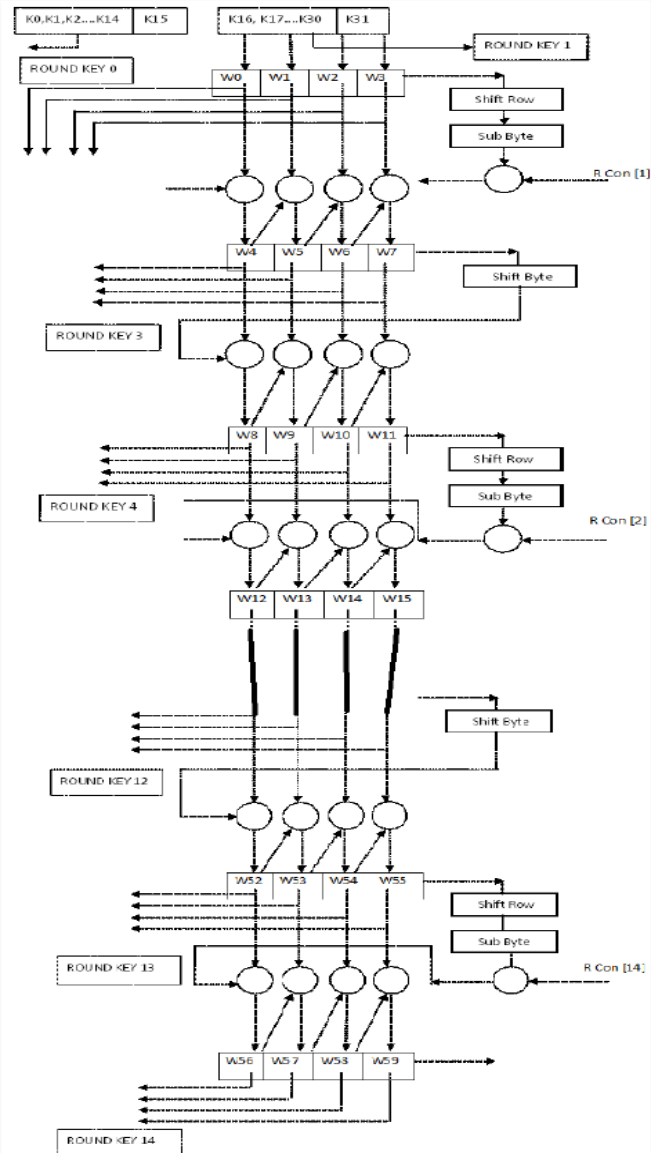 K0,K1,K2....K14 K15
K16, K17....K30 K31
ROUND KEY 1
ROUND KEY 0
W0 W1 W2 W3
Shift Row
Sub Byte
R Con [1]
W4 W5 W6 W7
Shift Byte
ROUND KEY 3
W8 W9 W10 W11
Shift Row
Sub Byte
ROUND KEY 4
R Con [2]
W12 W13 W14 W15
Shift Byte
ROUND KEY 12
W52 W53 W54 W55
Shift Row
Sub Byte
ROUND KEY 13
R Con [14]
W56 W57 W58 W59
ROUND KEY 14